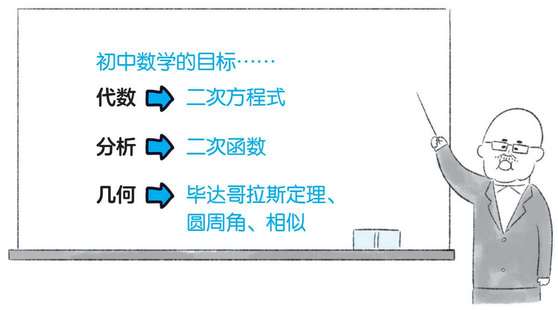 初中数学的目标……
代数 二次方程式
分析 二次函数
几何 毕达哥拉斯定理、
圆周角、相似